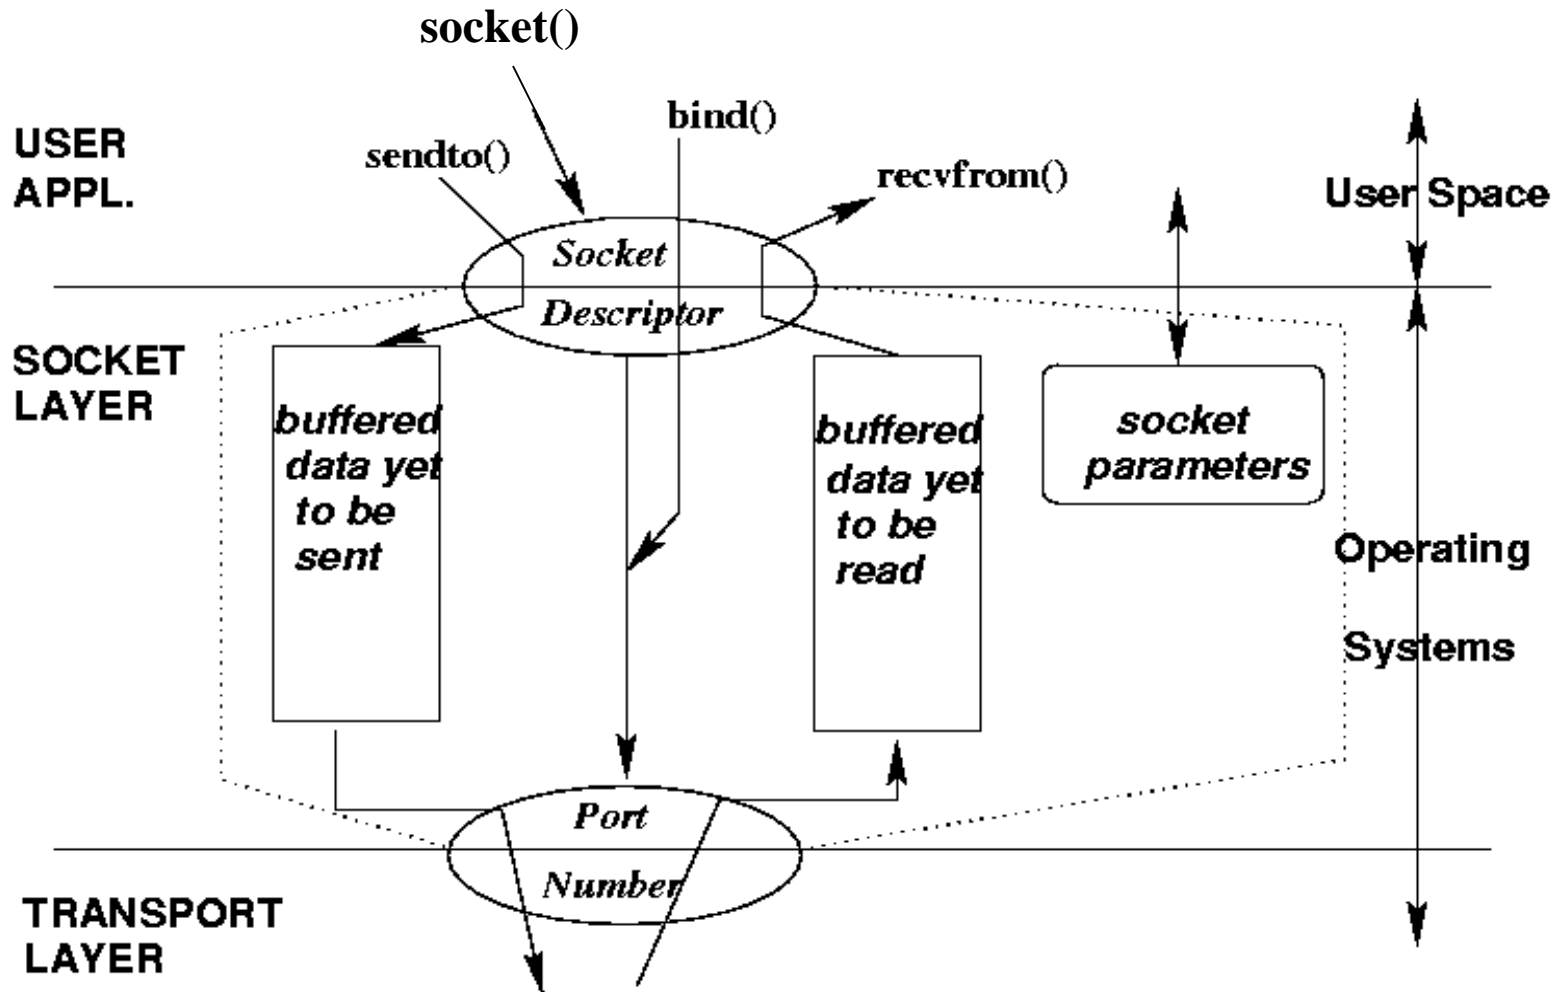 socket()
bind()
sendto()
recvfrom()
USER
APPL.
User Space
Socket
Descriptor
SOCKET
LAYER
buffered
data yet
to be
sent
buffered
data yet
to be
read
socket
parameters
Operating
Systems
Port
Number
TRANSPORT
LAYER